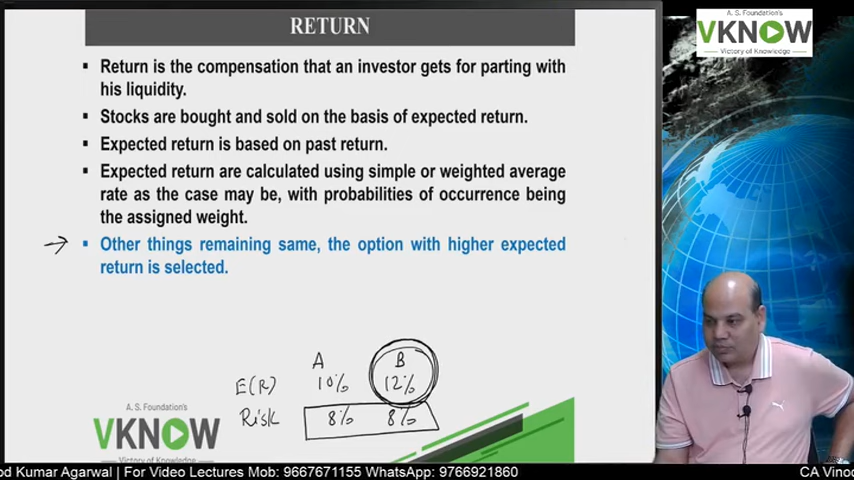 RETURN
A. S. Foundation's
VKNOW
Victory of Knowledge
▪ Return is the compensation that an investor gets for parting with
his liquidity.
▪ Stocks are bought and sold on the basis of expected return.
▪ Expected return is based on past return.
▪ Expected return are calculated using simple or weighted average
rate as the case may be, with probabilities of occurrence being
the assigned weight.
→ ▪ Other things remaining same, the option with higher expected
return is selected.
A B
E(R) 10% 12%
Risk 8% 8%
A. S. Foundation's
VKNOW
Victory of Knowledge
od Kumar Agarwal | For Video Lectures Mob: 9667671155 WhatsApp: 9766921860
CA Vinod